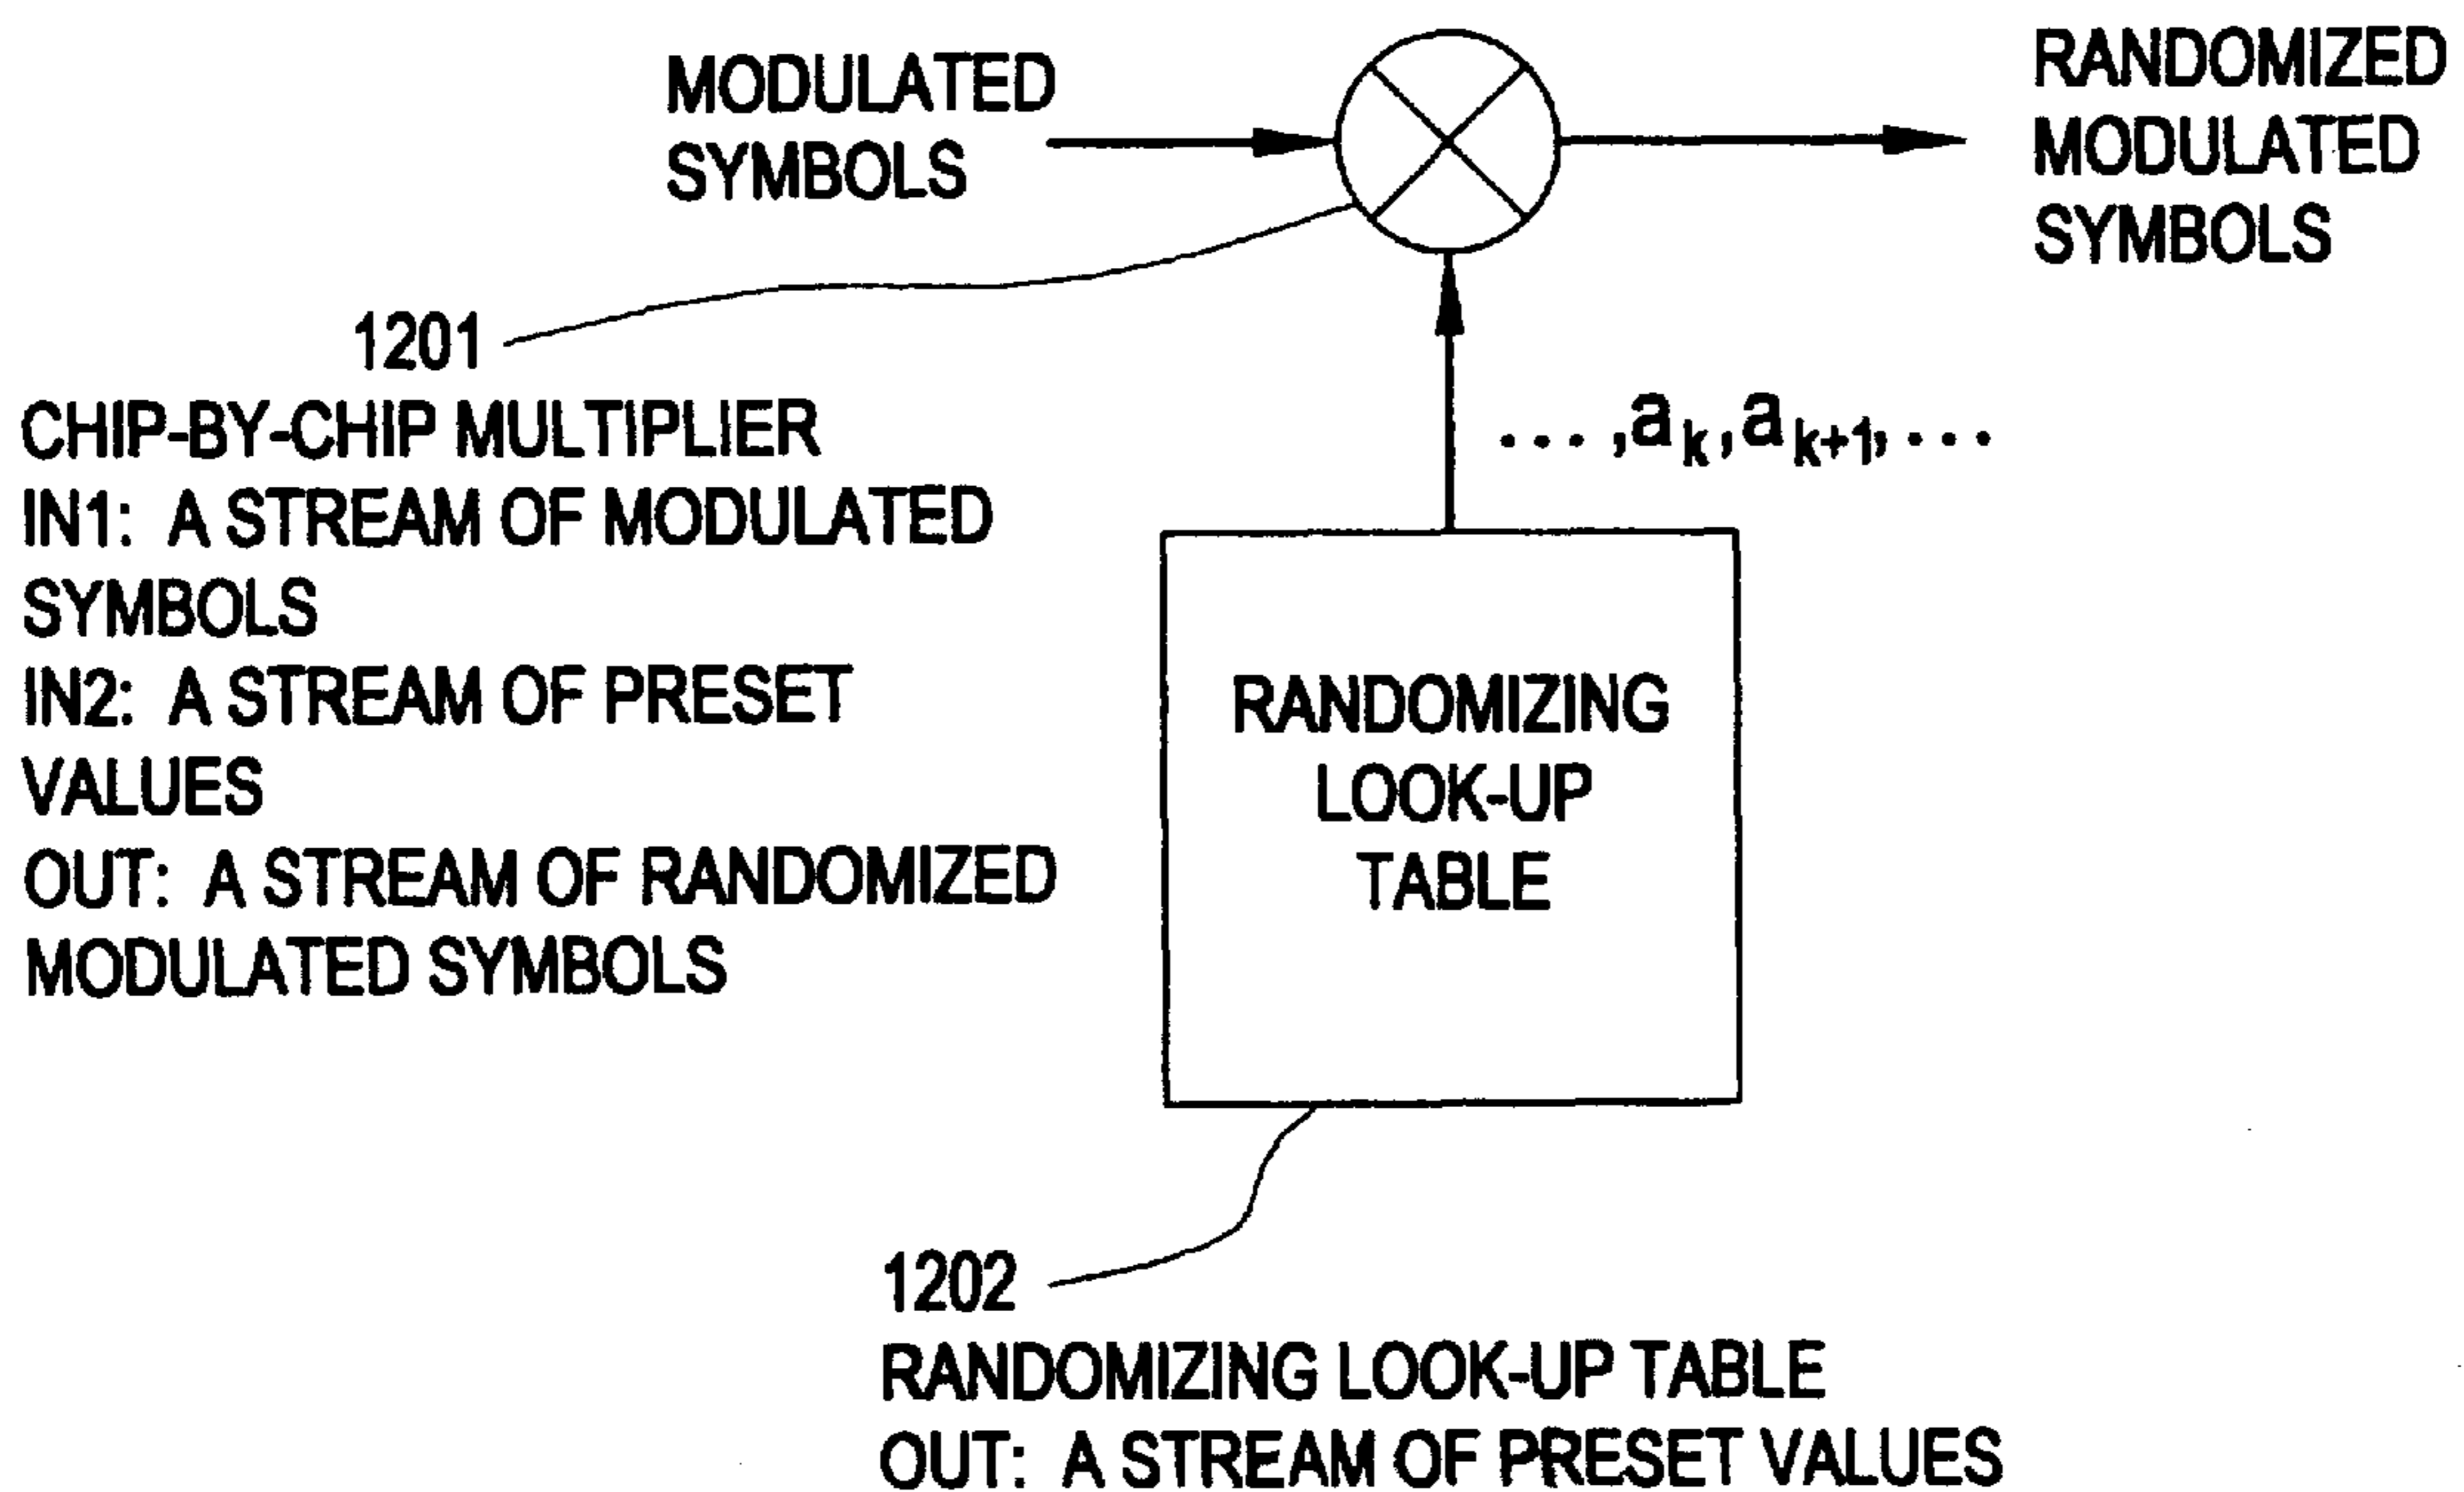 MODULATED
SYMBOLS
RANDOMIZED
MODULATED
SYMBOLS
1201
CHIP-BY-CHIP MULTIPLIER
IN1: A STREAM OF MODULATED
SYMBOLS
IN2: A STREAM OF PRESET
VALUES
OUT: A STREAM OF RANDOMIZED
MODULATED SYMBOLS
...,aₖ,aₖ₊₁,...
RANDOMIZING
LOOK-UP
TABLE
1202
RANDOMIZING LOOK-UP TABLE
OUT: A STREAM OF PRESET VALUES